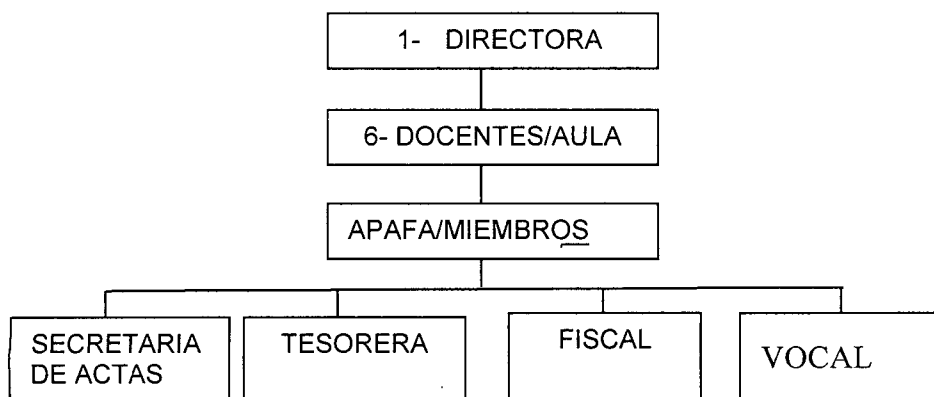 1- DIRECTORA
6- DOCENTES/AULA
APAFA/MIEMBROS
SECRETARIA
DE ACTAS
TESORERA
FISCAL
VOCAL